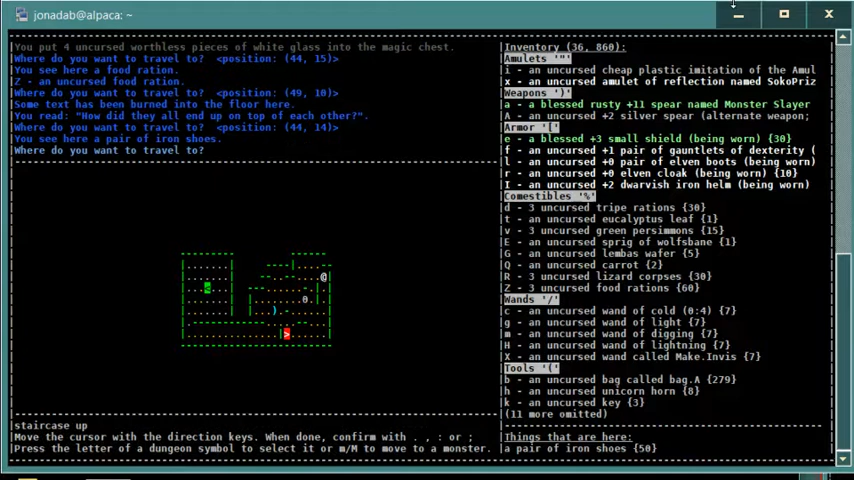 jonadab@alpaca: ~
You put 4 uncursed worthless pieces of white glass into the magic chest.
Where do you want to travel to?  <position: (44, 15)>
You see here a food ration.
Z - an uncursed food ration.
Where do you want to travel to?  <position: (49, 10)>
Some text has been burned into the floor here.
You read: "How did they all end up on top of each other?".
Where do you want to travel to?  <position: (44, 14)>
You see here a pair of iron shoes.
Where do you want to travel to?
staircase up
Move the cursor with the direction keys. When done, confirm with . , : or ;
Press the letter of a dungeon symbol to select it or m/M to move to a monster.
Inventory (36, 860):
Amulets '"'
i - an uncursed cheap plastic imitation of the Amul
x - an uncursed amulet of reflection named SokoPriz
Weapons ')'
a - a blessed rusty +11 spear named Monster Slayer
A - an uncursed +2 silver spear (alternate weapon;
Armor '['
e - a blessed +3 small shield (being worn) {30}
f - an uncursed +1 pair of gauntlets of dexterity (
l - an uncursed +0 pair of elven boots (being worn)
r - an uncursed +0 elven cloak (being worn) {10}
I - an uncursed +2 dwarvish iron helm (being worn)
Comestibles '%'
d - 3 uncursed tripe rations {30}
t - an uncursed eucalyptus leaf {1}
v - 3 uncursed green persimmons {15}
E - an uncursed sprig of wolfsbane {1}
G - an uncursed lembas wafer {5}
Q - an uncursed carrot {2}
R - 3 uncursed lizard corpses {30}
Z - 3 uncursed food rations {60}
Wands '/'
c - an uncursed wand of cold (0:4) {7}
g - an uncursed wand of light {7}
m - an uncursed wand of digging {7}
H - an uncursed wand of lightning {7}
X - an uncursed wand called Make.Invis {7}
Tools '('
b - an uncursed bag called bag.A {279}
h - an uncursed unicorn horn {8}
k - an uncursed key {3}
(11 more omitted)
Things that are here:
a pair of iron shoes {50}